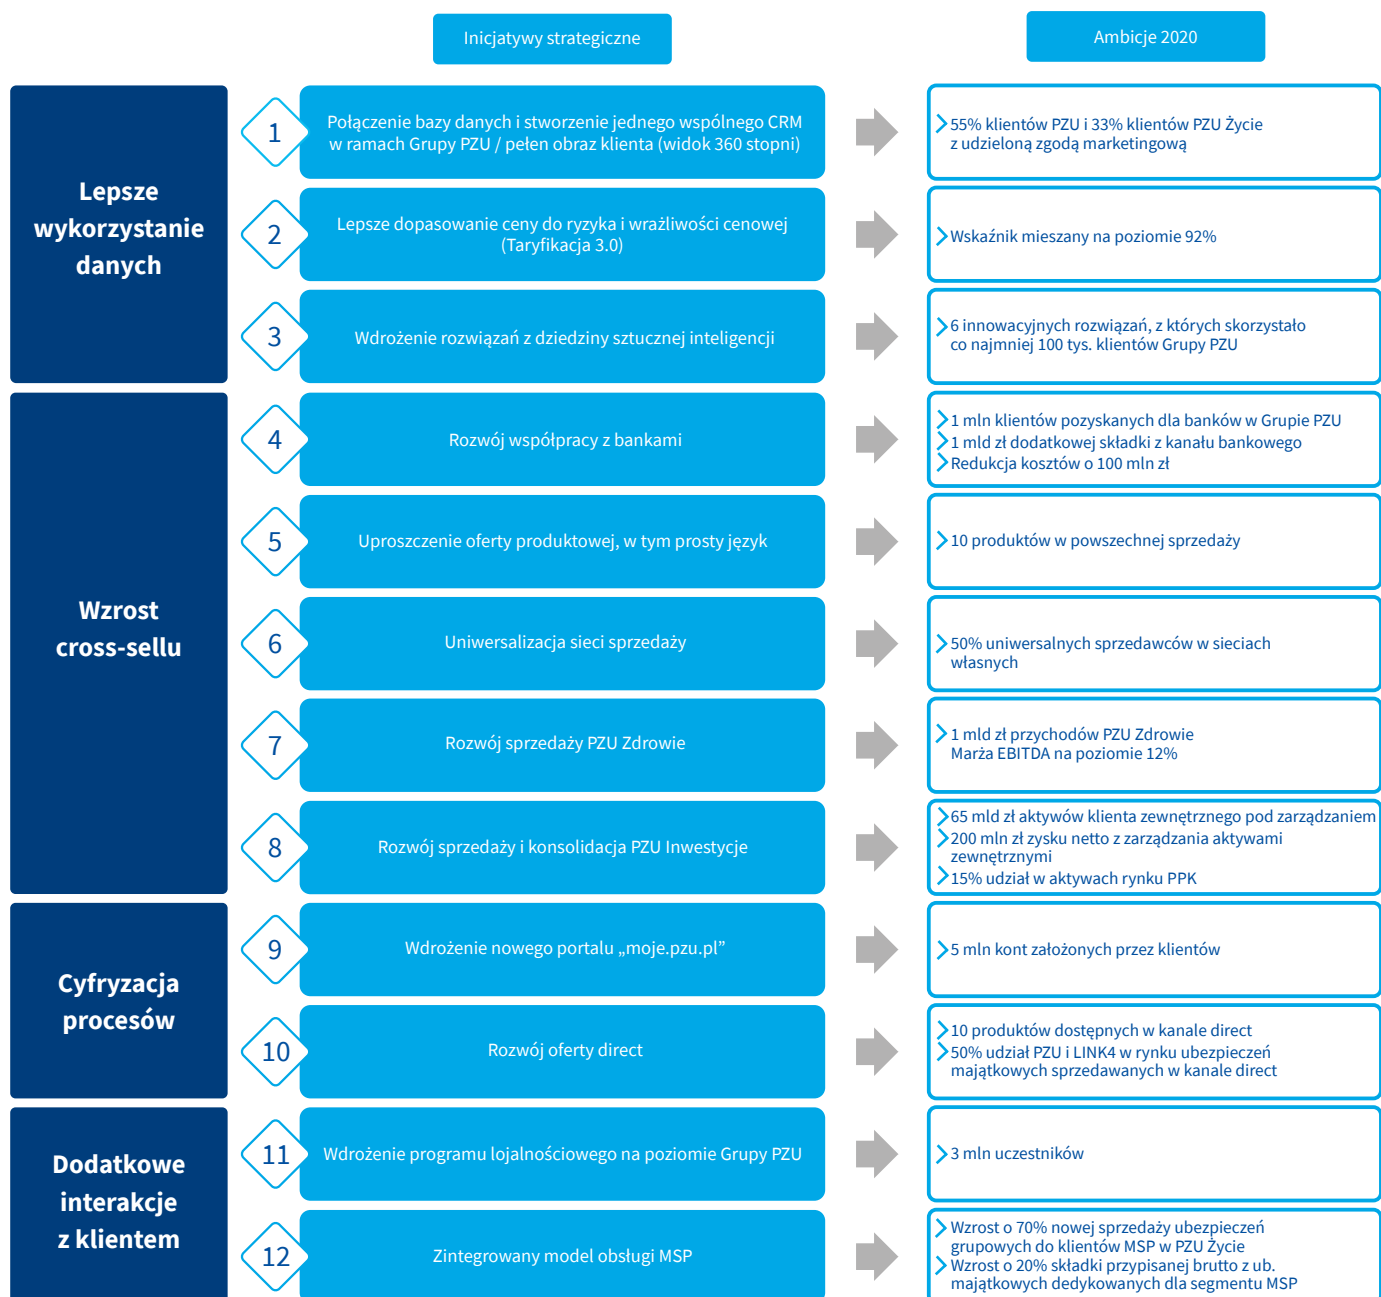 Inicjatywy strategiczne
Ambicje 2020
Lepsze
wykorzystanie
danych
1
Połączenie bazy danych i stworzenie jednego wspólnego CRM
w ramach Grupy PZU / pełen obraz klienta (widok 360 stopni)
55% klientów PZU i 33% klientów PZU Życie
z udzieloną zgodą marketingową
2
Lepsze dopasowanie ceny do ryzyka i wrażliwości cenowej
(Taryfikacja 3.0)
Wskaźnik mieszany na poziomie 92%
3
Wdrożenie rozwiązań z dziedziny sztucznej inteligencji
6 innowacyjnych rozwiązań, z których skorzystało
co najmniej 100 tys. klientów Grupy PZU
Wzrost
cross-sellu
4
Rozwój współpracy z bankami
1 mln klientów pozyskanych dla banków w Grupie PZU
1 mld zł dodatkowej składki z kanału bankowego
Redukcja kosztów o 100 mln zł
5
Uproszczenie oferty produktowej, w tym prosty język
10 produktów w powszechnej sprzedaży
6
Uniwersalizacja sieci sprzedaży
50% uniwersalnych sprzedawców w sieciach
własnych
7
Rozwój sprzedaży PZU Zdrowie
1 mld zł przychodów PZU Zdrowie
Marża EBITDA na poziomie 12%
8
Rozwój sprzedaży i konsolidacja PZU Inwestycje
65 mld zł aktywów klienta zewnętrznego pod zarządzaniem
200 mln zł zysku netto z zarządzania aktywami
zewnętrznymi
15% udział w aktywach rynku PPK
Cyfryzacja
procesów
9
Wdrożenie nowego portalu „moje.pzu.pl”
5 mln kont założonych przez klientów
10
Rozwój oferty direct
10 produktów dostępnych w kanale direct
50% udział PZU i LINK4 w rynku ubezpieczeń
majątkowych sprzedawanych w kanale direct
Dodatkowe
interakcje
z klientem
11
Wdrożenie programu lojalnościowego na poziomie Grupy PZU
3 mln uczestników
12
Zintegrowany model obsługi MSP
Wzrost o 70% nowej sprzedaży ubezpieczeń
grupowych do klientów MSP w PZU Życie
Wzrost o 20% składki przypisanej brutto z ub.
majątkowych dedykowanych dla segmentu MSP